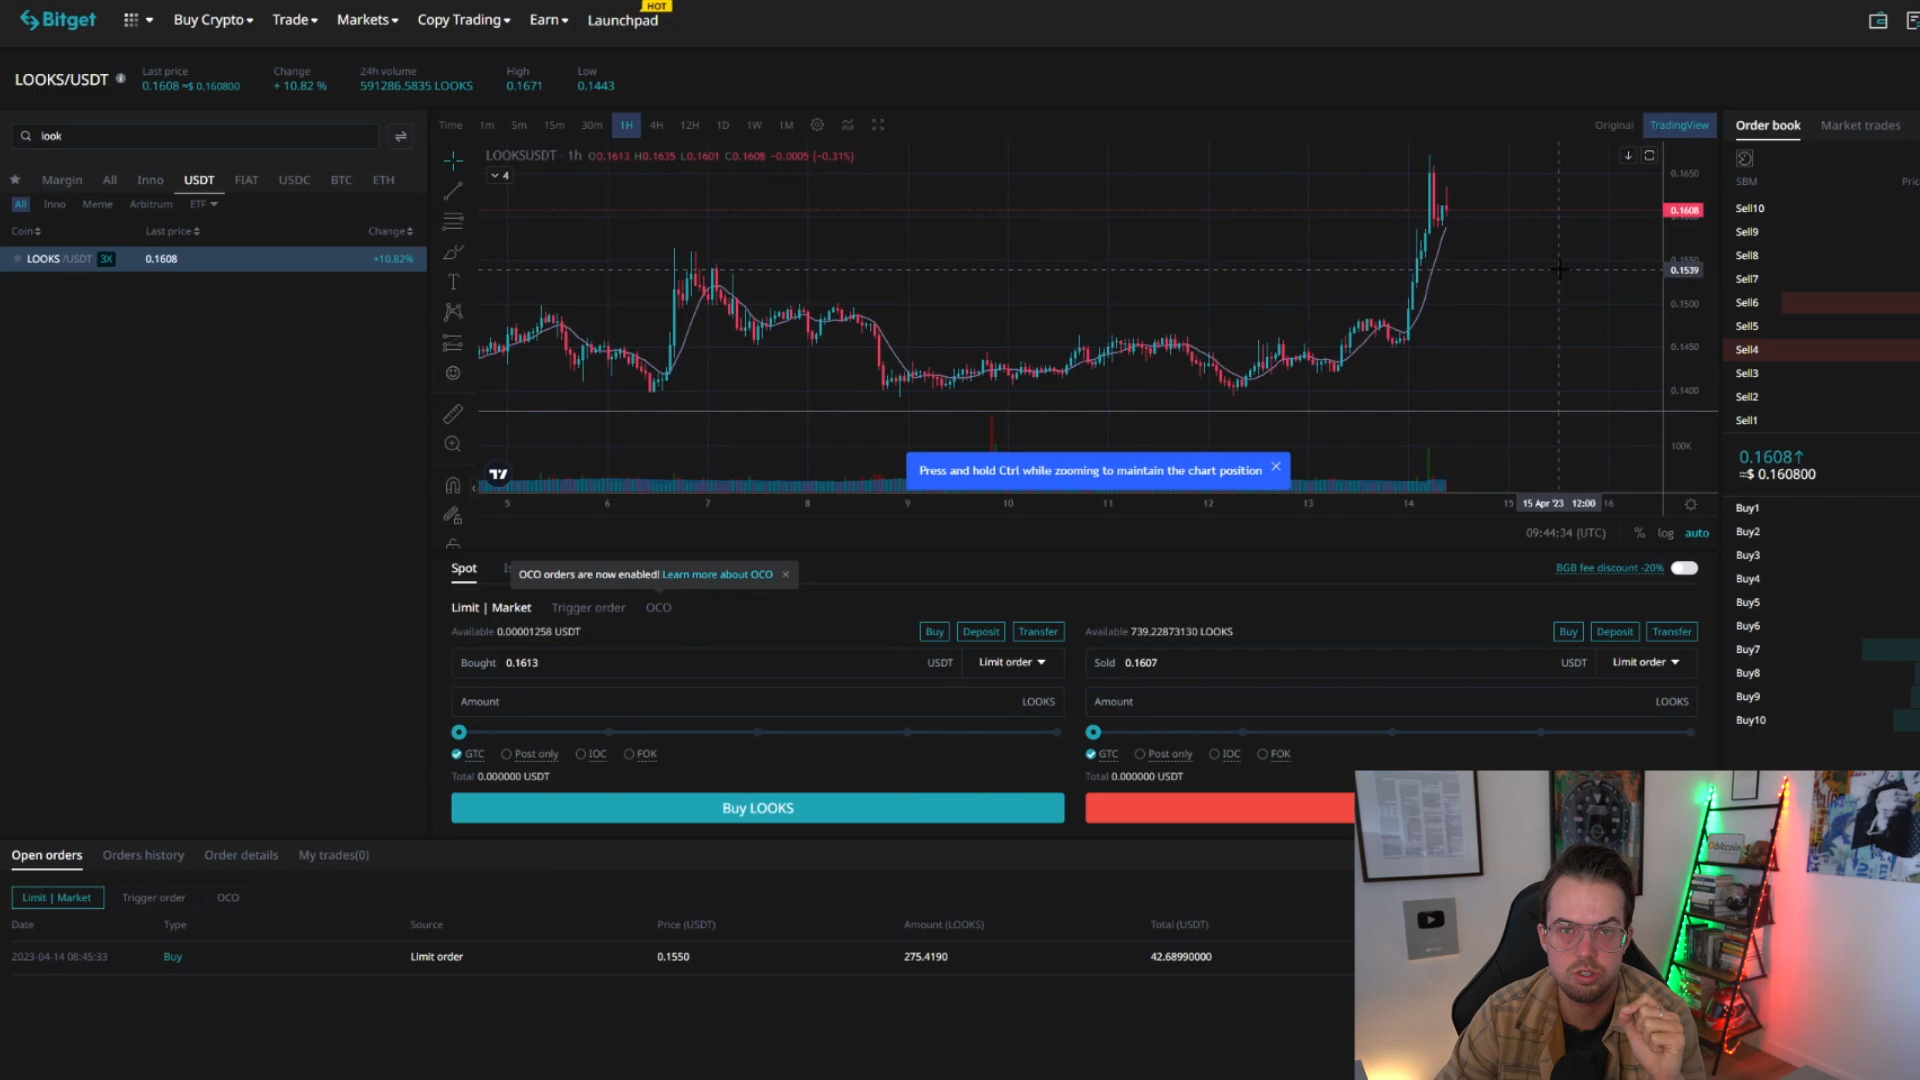 Bitget
Buy Crypto
Trade
Markets
Copy Trading
Earn
Launchpad
HOT
LOOKS/USDT
Last price
0.1608 ≈$ 0.160800
Change
+ 10.82 %
24h volume
591286.5835 LOOKS
High
0.1671
Low
0.1443
look
Margin All Inno USDT FIAT USDC BTC ETH
All Inno Meme Arbitrum ETF
Coin Last price Change
LOOKS /USDT 3X 0.1608 +10.82%
Time 1m 5m 15m 30m 1H 4H 12H 1D 1W 1M
Original TradingView
LOOKSUSDT · 1h O0.1613 H0.1635 L0.1601 C0.1608 −0.0005 (−0.31%)
4
0.1650
0.1608
0.1550
0.1539
0.1500
0.1450
0.1400
100K
Press and hold Ctrl while zooming to maintain the chart position
5 6 7 8 9 10 11 12 13 14 15 15 Apr '23 12:00 16
09:44:34 (UTC) % log auto
Spot
OCO orders are now enabled! Learn more about OCO
BGB fee discount -20%
Limit | Market Trigger order OCO
Available 0.00001258 USDT
Buy Deposit Transfer
Bought 0.1613 USDT Limit order
Amount LOOKS
GTC Post only IOC FOK
Total 0.000000 USDT
Buy LOOKS
Available 739.22873130 LOOKS
Buy Deposit Transfer
Sold 0.1607 USDT Limit order
Amount LOOKS
GTC Post only IOC FOK
Total 0.000000 USDT
Order book Market trades
SBM
Sell10
Sell9
Sell8
Sell7
Sell6
Sell5
Sell4
Sell3
Sell2
Sell1
0.1608↑
≈$ 0.160800
Buy1
Buy2
Buy3
Buy4
Buy5
Buy6
Buy7
Buy8
Buy9
Buy10
Open orders Orders history Order details My trades(0)
Limit | Market Trigger order OCO
Date Type Source Price (USDT) Amount (LOOKS) Total (USDT)
2023-04-14 08:45:33 Buy Limit order 0.1550 275.4190 42.68990000
bitcoin